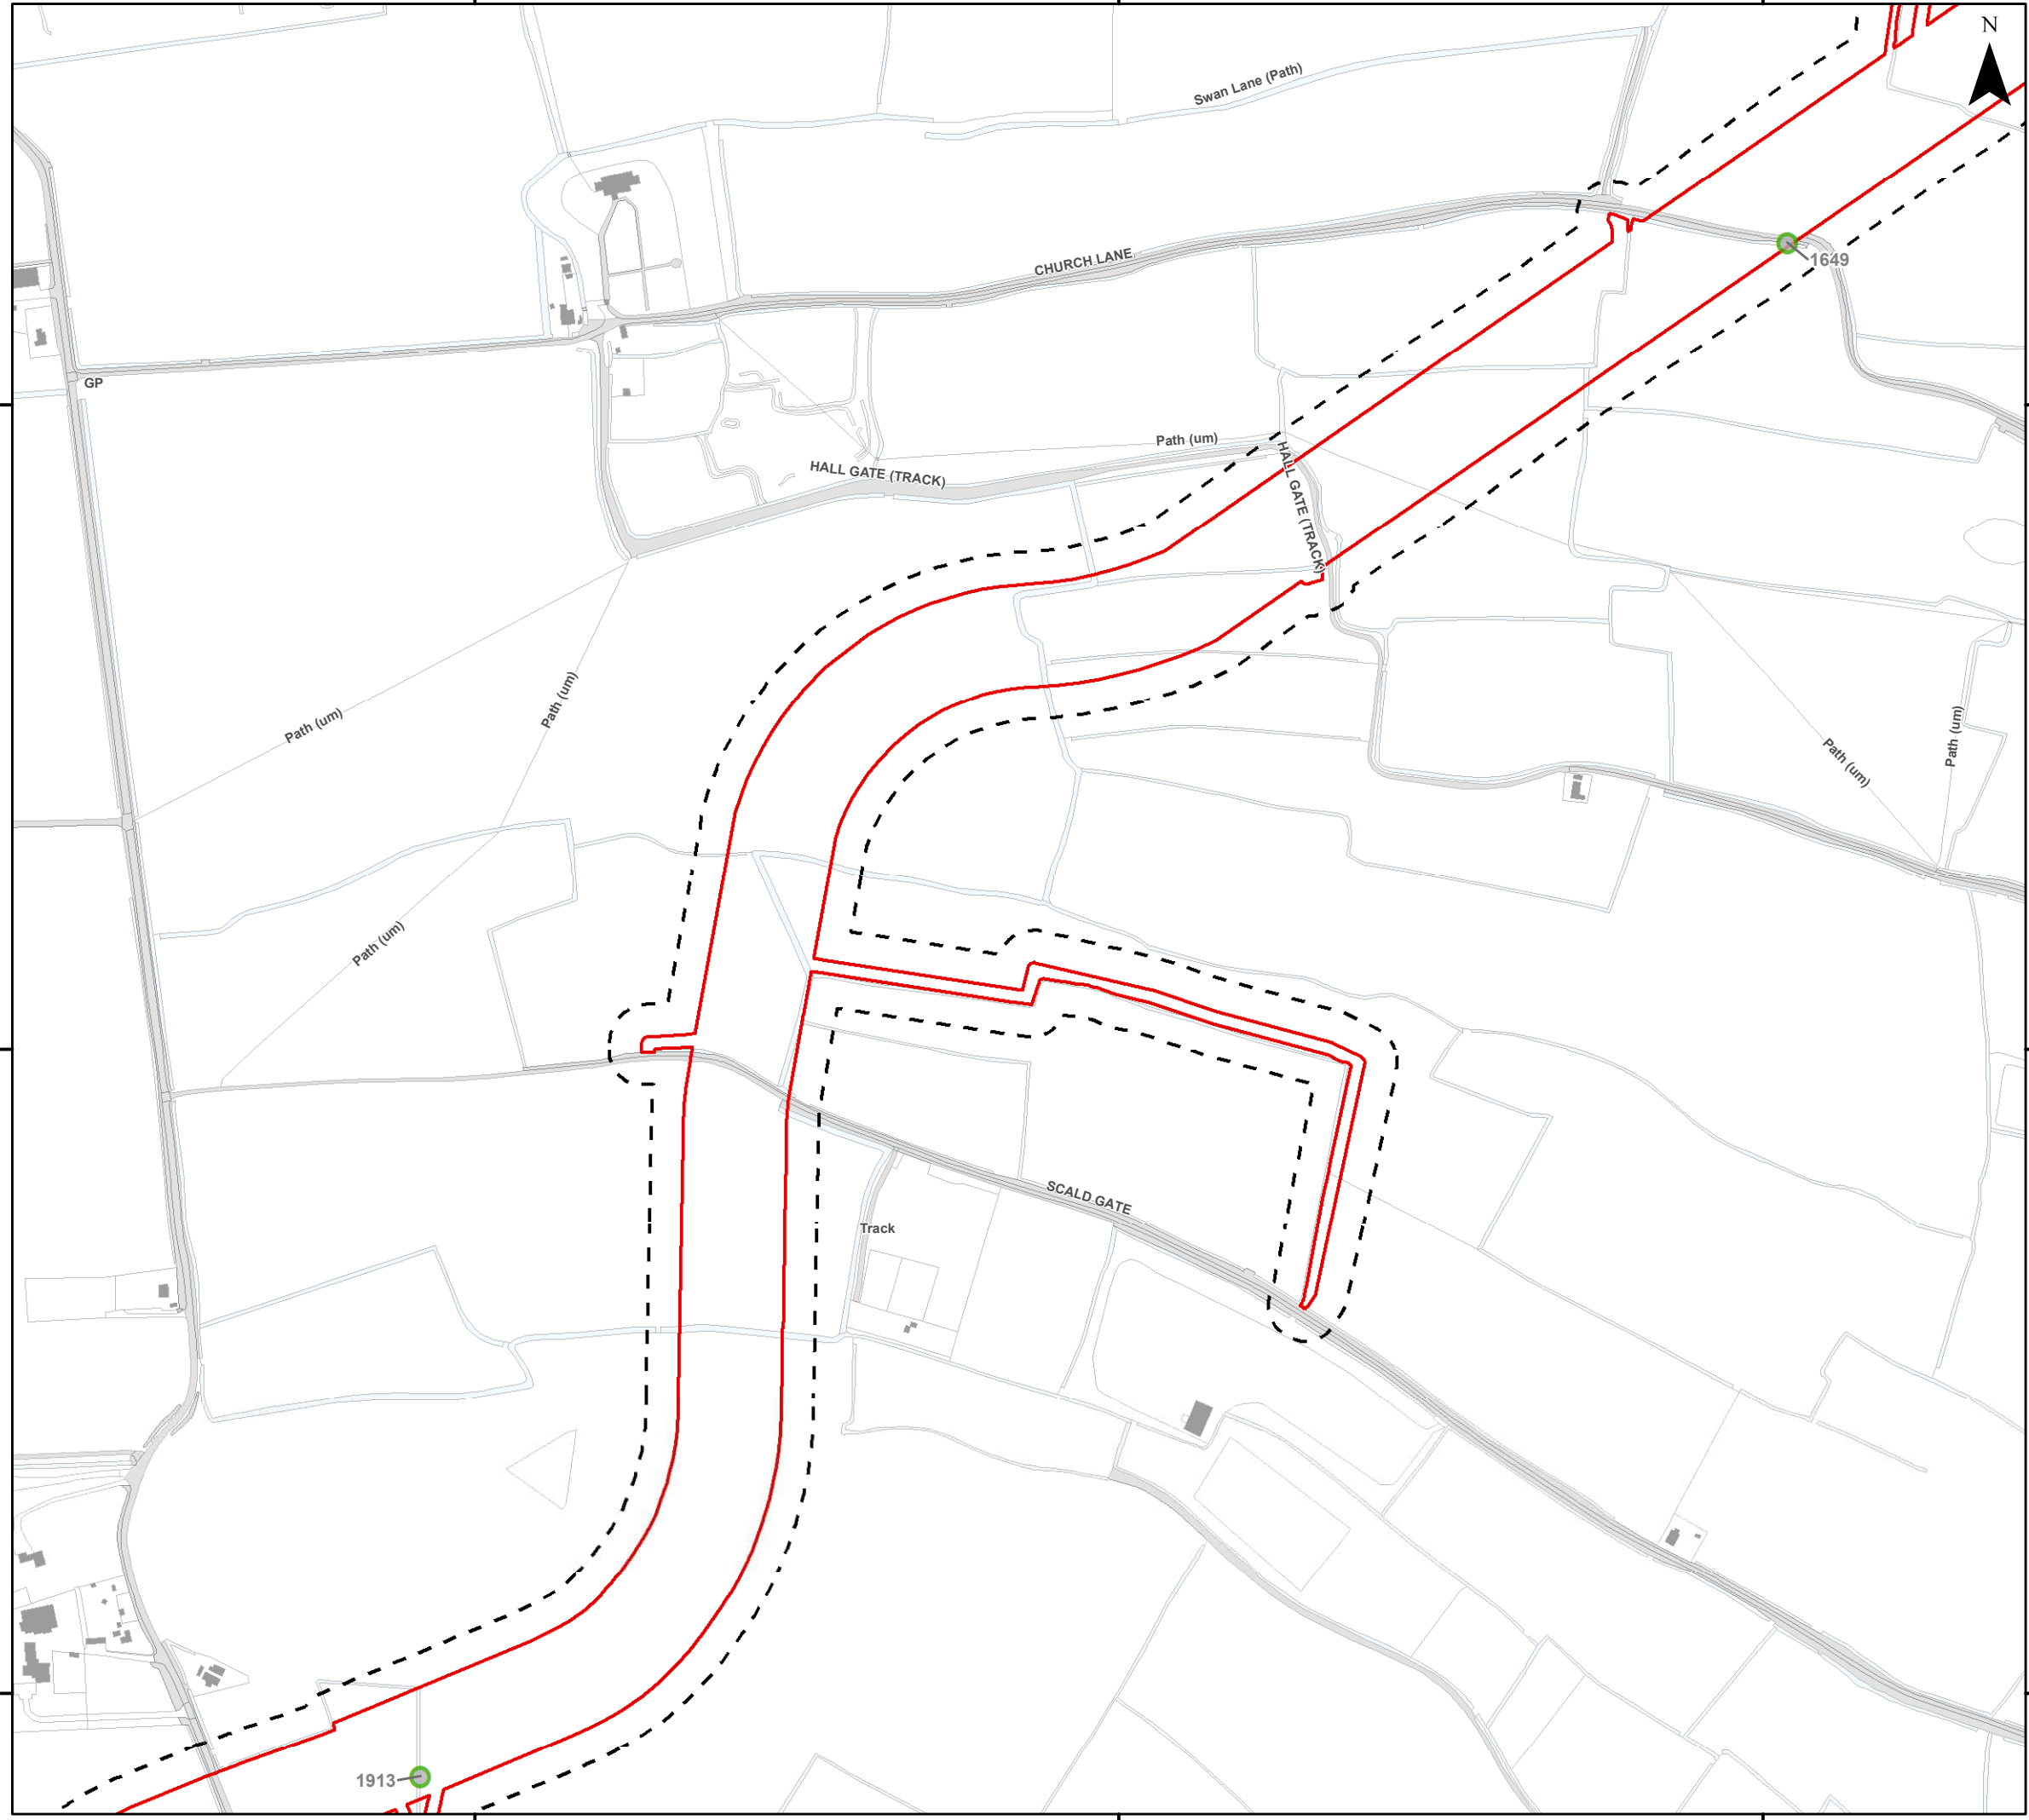 N
Swan Lane (Path)
CHURCH LANE
1649
GP
Path (um)
HALL GATE (TRACK)
HALL GATE (TRACK)
Path (um)
Path (um)
Path (um)
Path (um)
Path (um)
SCALD GATE
Track
1913